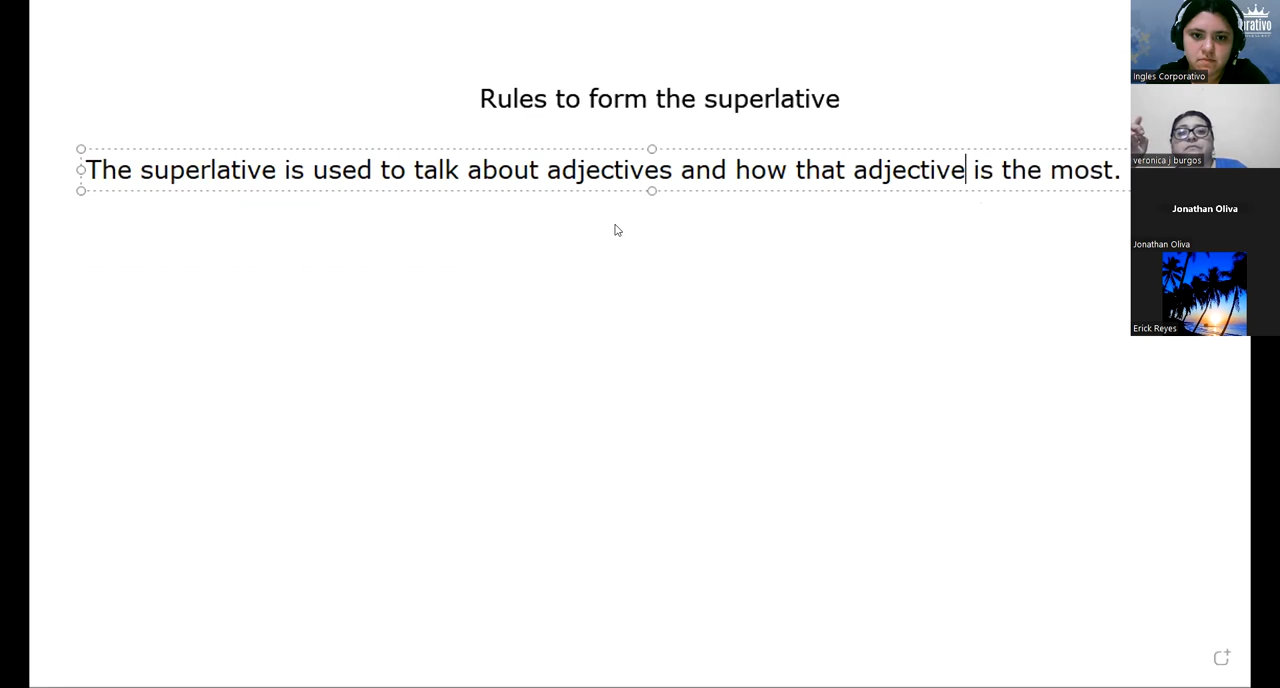 Rules to form the superlative
The superlative is used to talk about adjectives and how that adjective is the most.
irativo
Ingles Corporativo
veronica j burgos
Jonathan Oliva
Jonathan Oliva
Erick Reyes